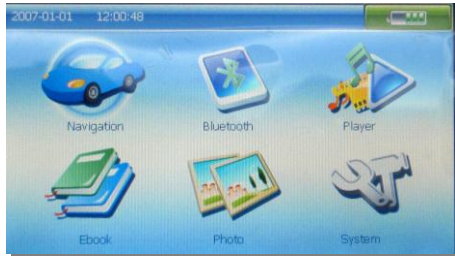 2007-01-01 12:00:48
Navigation Bluetooth Player
Ebook Photo System